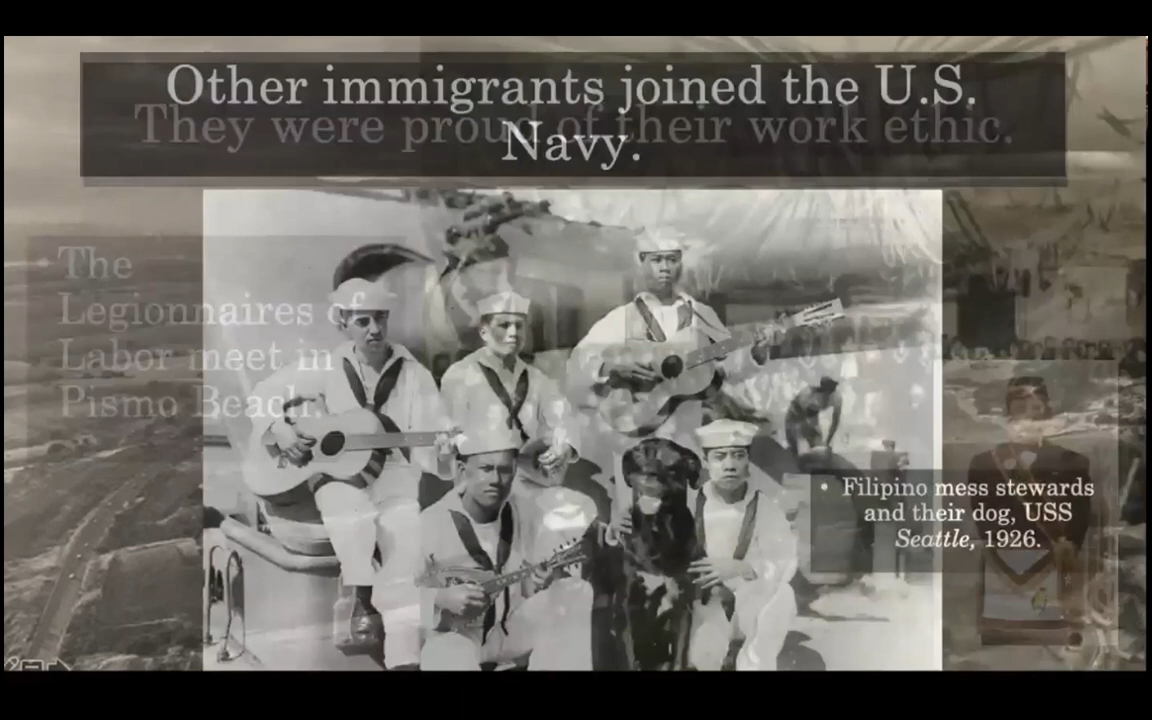 Other immigrants joined the U.S.
Navy.
They were proud of their work ethic.
The
Legionnaires of
Labor meet in
Pismo Beach.
• Filipino mess stewards
and their dog, USS
Seattle, 1926.